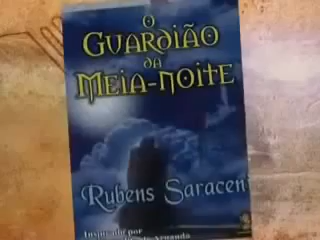 O
GUARDIÃO
DA
MEIA-NOITE
Rubens Saraceni
Inspirado por